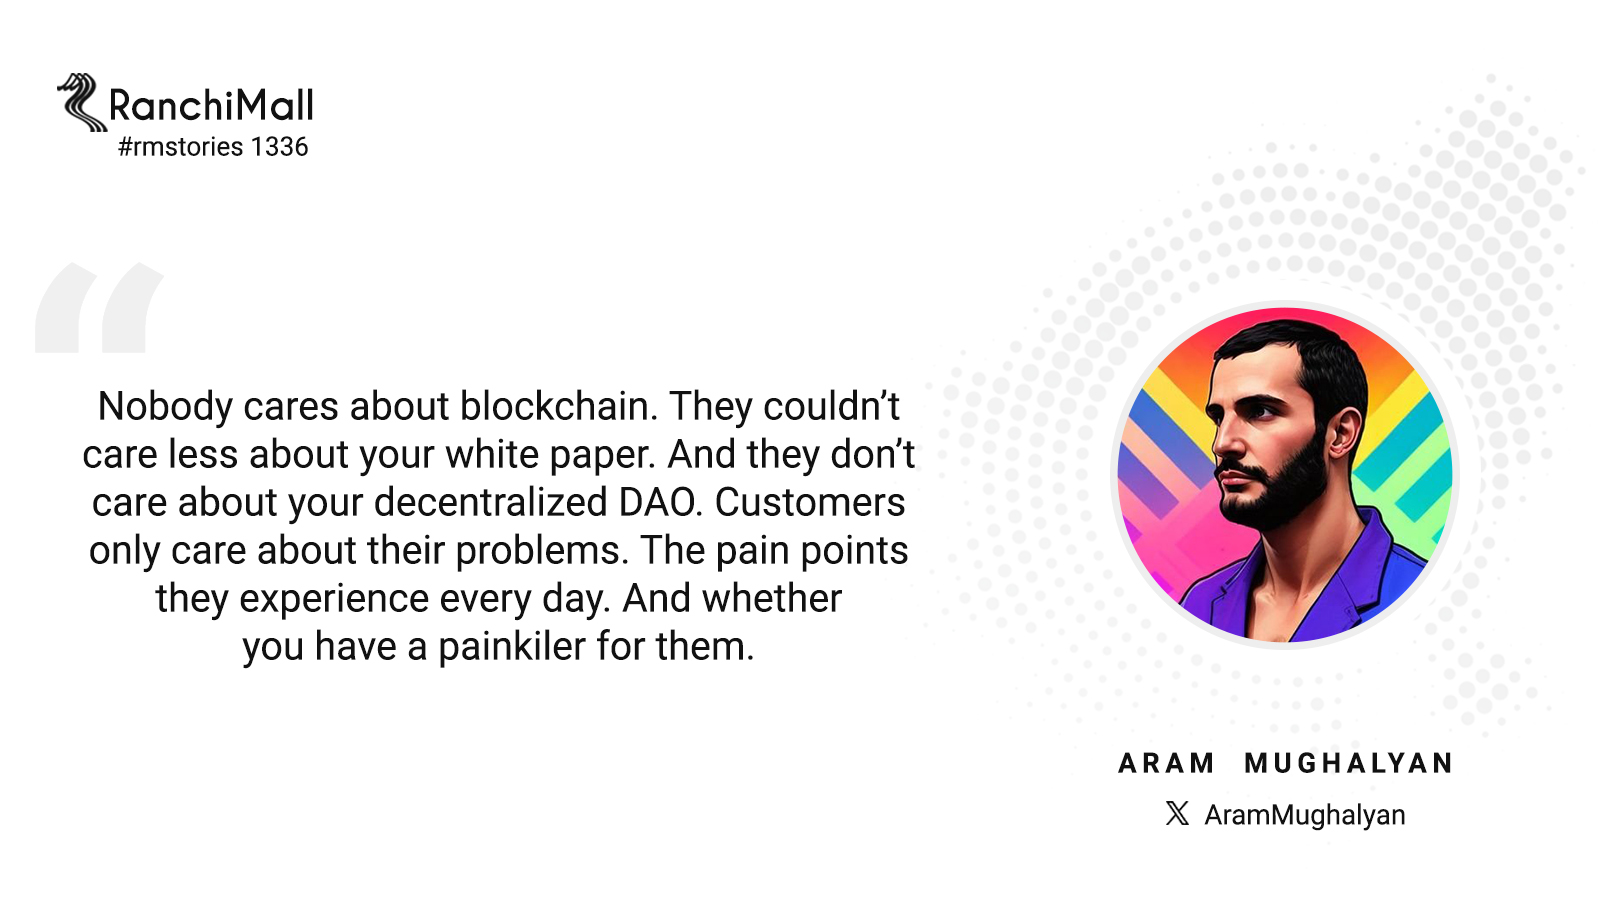 RanchiMall
#rmstories 1336
“
Nobody cares about blockchain. They couldn’t
care less about your white paper. And they don’t
care about your decentralized DAO. Customers
only care about their problems. The pain points
they experience every day. And whether
you have a painkiler for them.
ARAM MUGHALYAN
𝕏 AramMughalyan